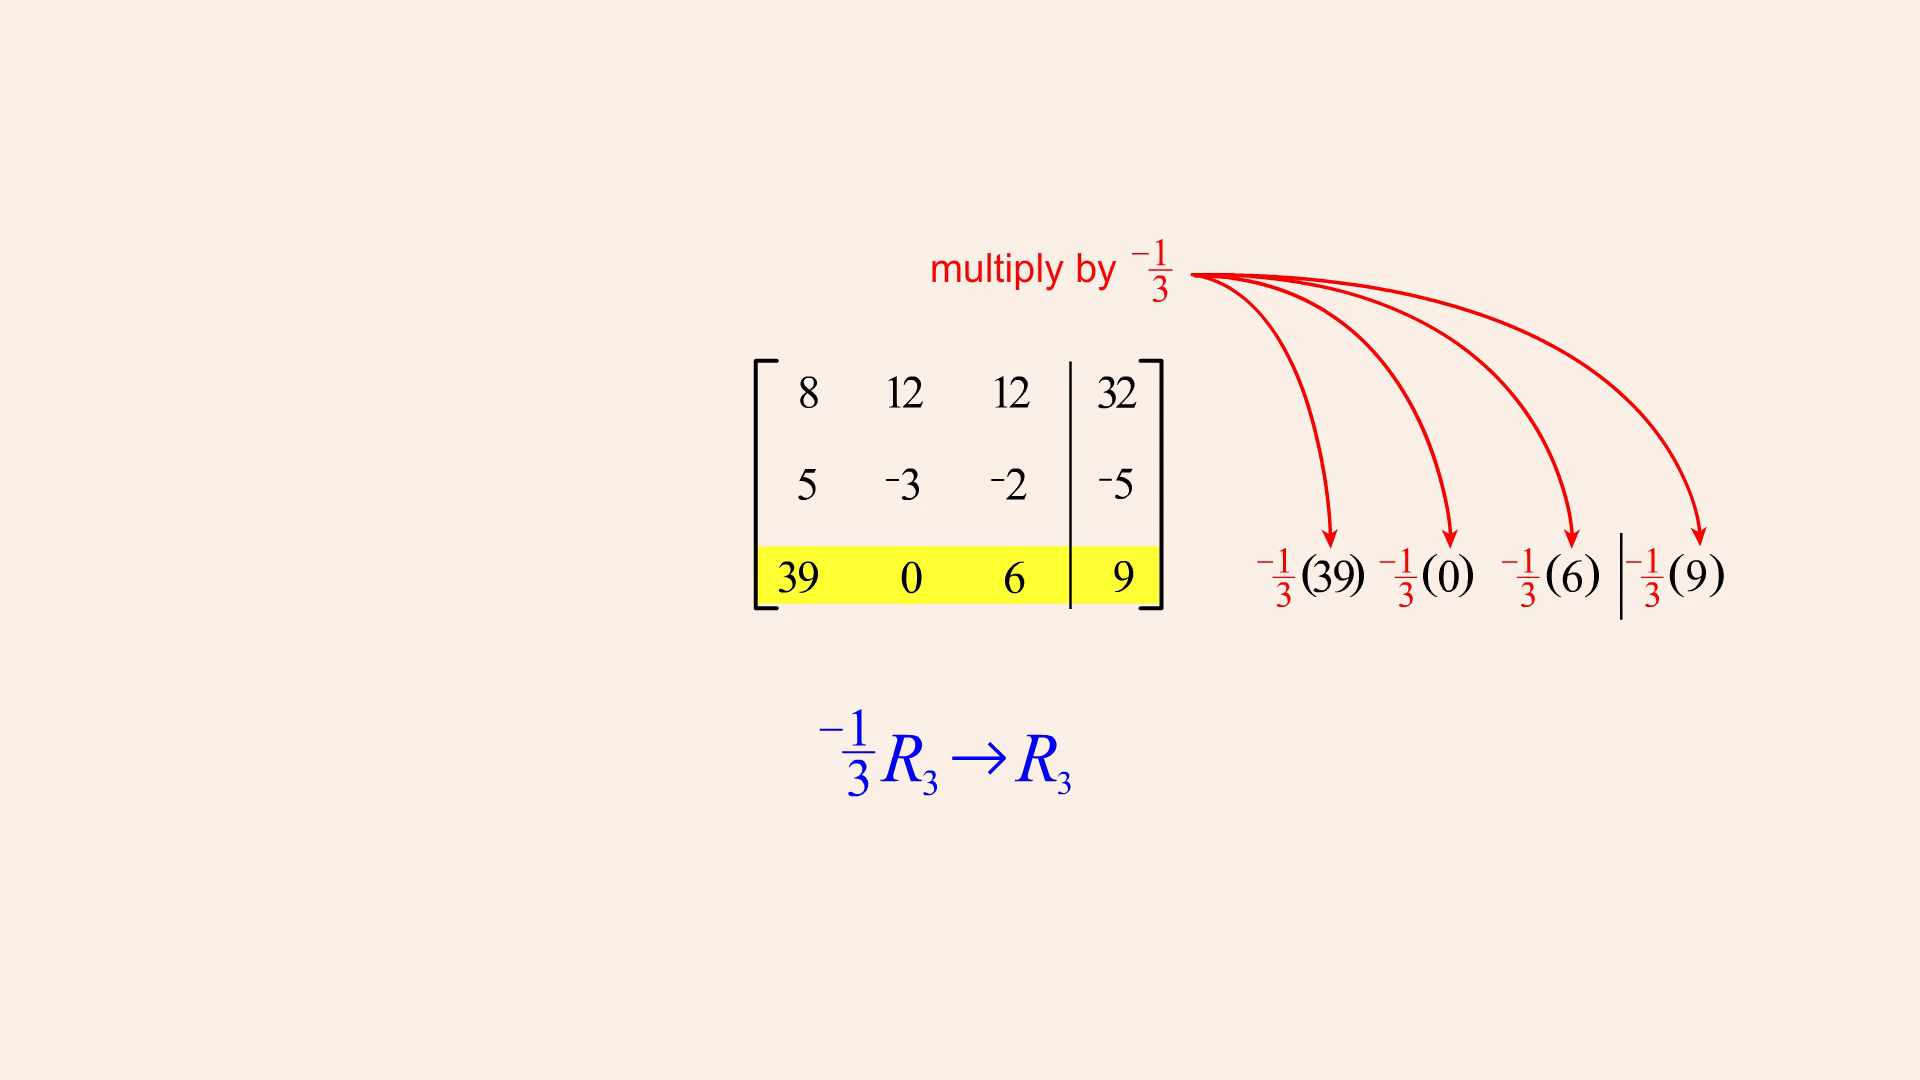 multiply by ⁻1/3
8 12 12 | 32
5 ⁻3 ⁻2 | ⁻5
39 0 6 | 9
⁻1/3(39) ⁻1/3(0) ⁻1/3(6) | ⁻1/3(9)
⁻1/3 R₃ → R₃